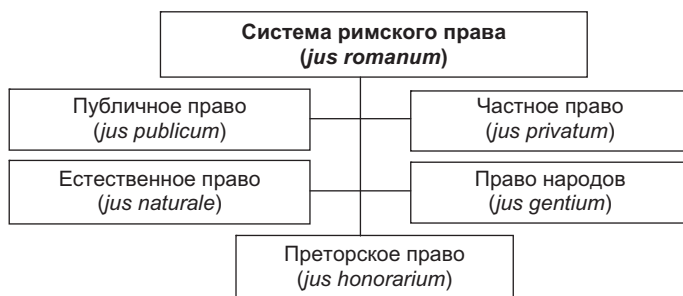 Система римского права
(jus romanum)
Публичное право
(jus publicum)
Частное право
(jus privatum)
Естественное право
(jus naturale)
Право народов
(jus gentium)
Преторское право
(jus honorarium)